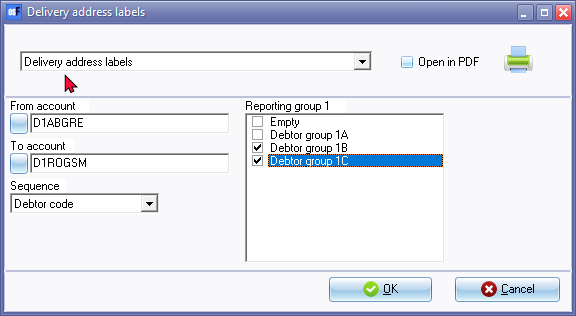 Delivery address labels
Delivery address labels
Open in PDF
From account
D1ABGRE
To account
D1ROGSM
Sequence
Debtor code
Reporting group 1
Empty
Debtor group 1A
Debtor group 1B
Debtor group 1C
OK
Cancel